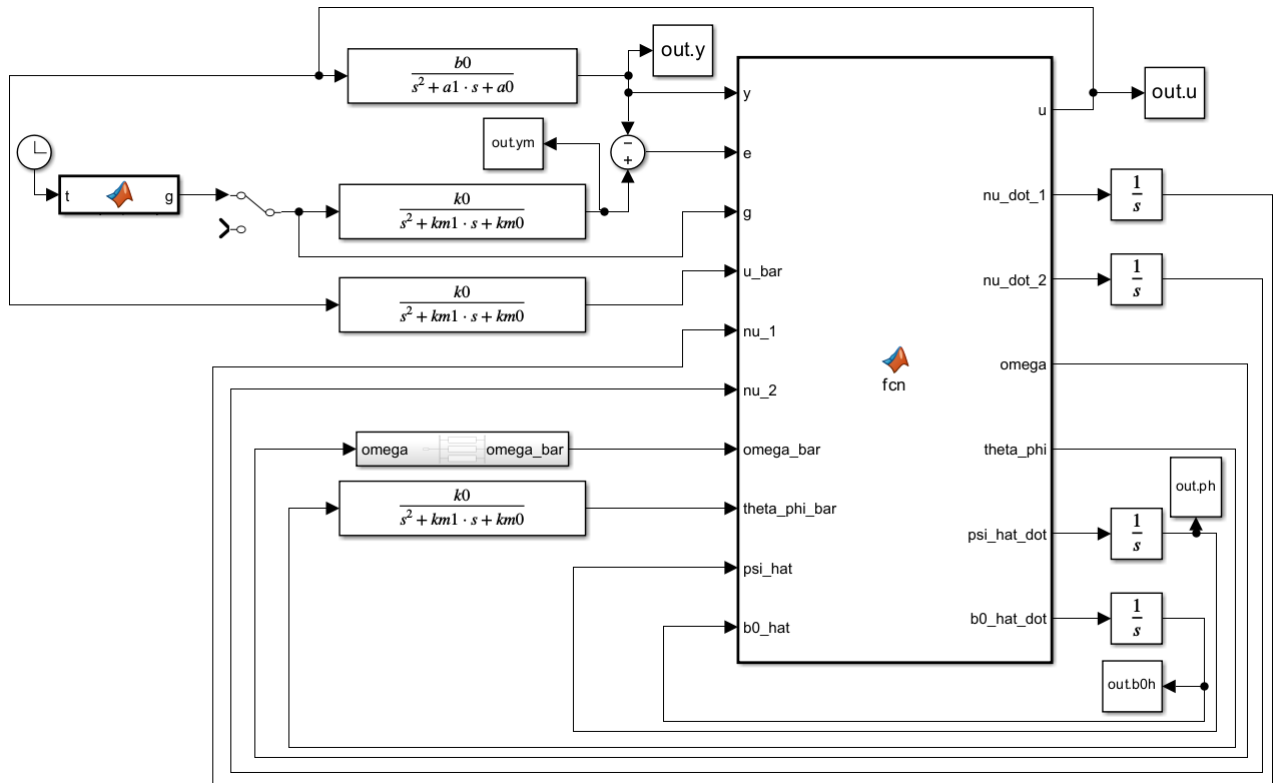 out.y
b0
s² + a1 · s + a0
y
u
out.u
out.ym
−
+
e
t
g
k0
s² + km1 · s + km0
g
nu_dot_1
1
s
u_bar
k0
s² + km1 · s + km0
nu_dot_2
1
s
nu_1
fcn
omega
nu_2
omega
omega_bar
omega_bar
theta_phi
k0
s² + km1 · s + km0
theta_phi_bar
out.ph
psi_hat
psi_hat_dot
1
s
b0_hat
b0_hat_dot
1
s
out.b0h